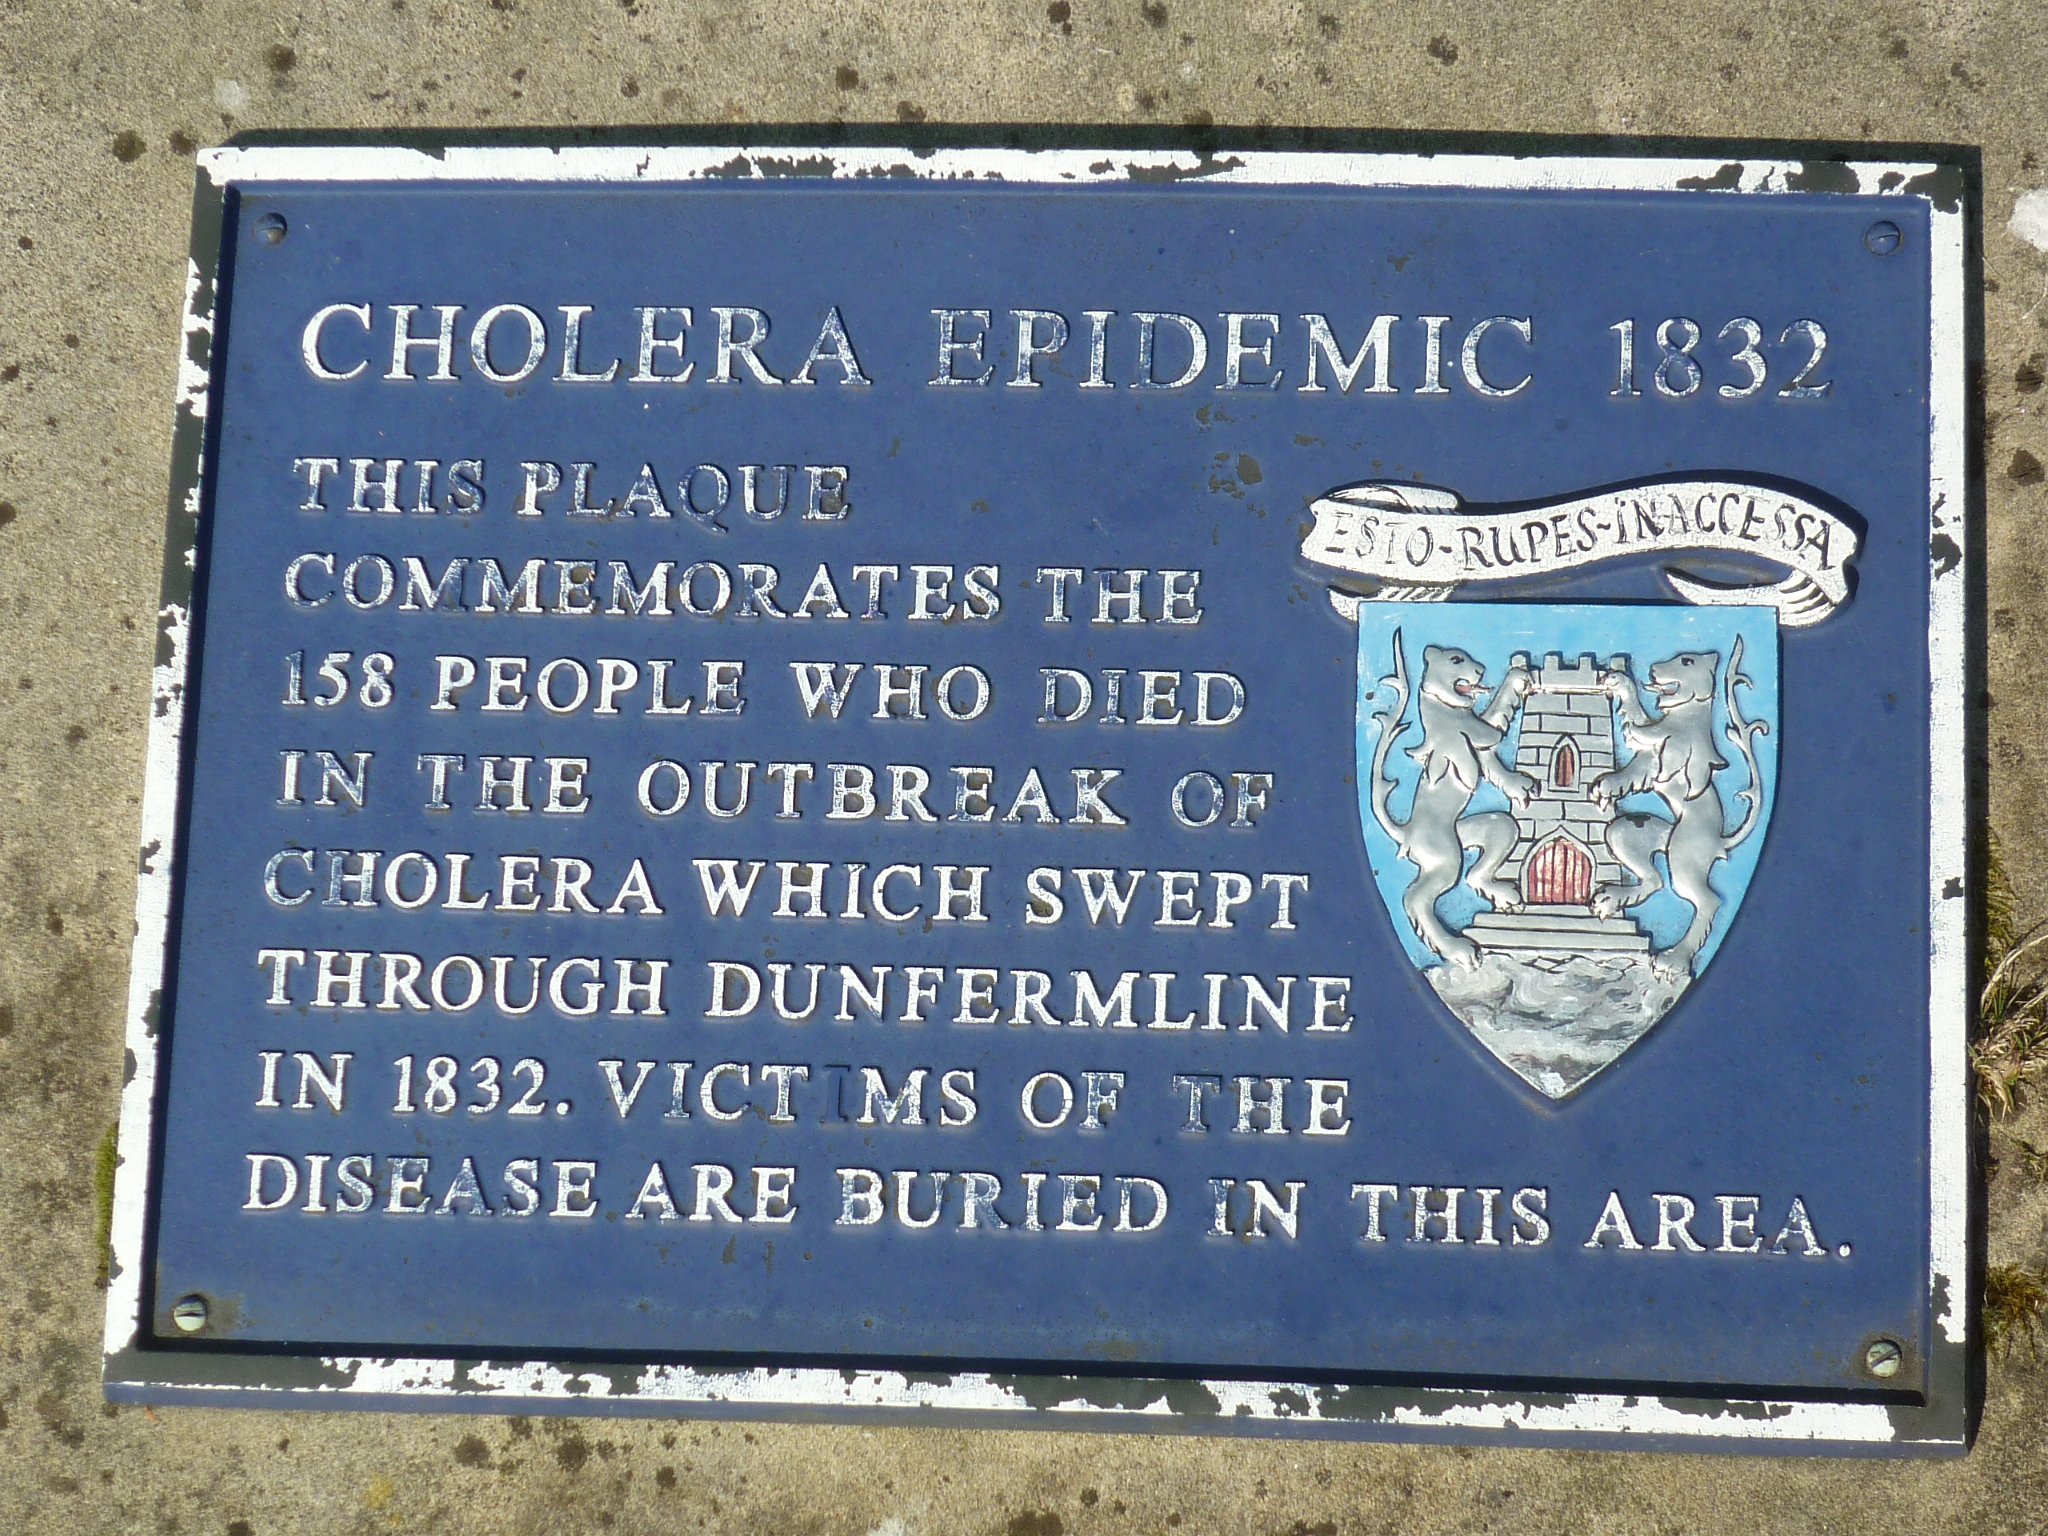 CHOLERA EPIDEMIC 1832
THIS PLAQUE
COMMEMORATES THE
158 PEOPLE WHO DIED
IN THE OUTBREAK OF
CHOLERA WHICH SWEPT
THROUGH DUNFERMLINE
IN 1832. VICTIMS OF THE
DISEASE ARE BURIED IN THIS AREA.
ESTO-RUPES-INACCESSA